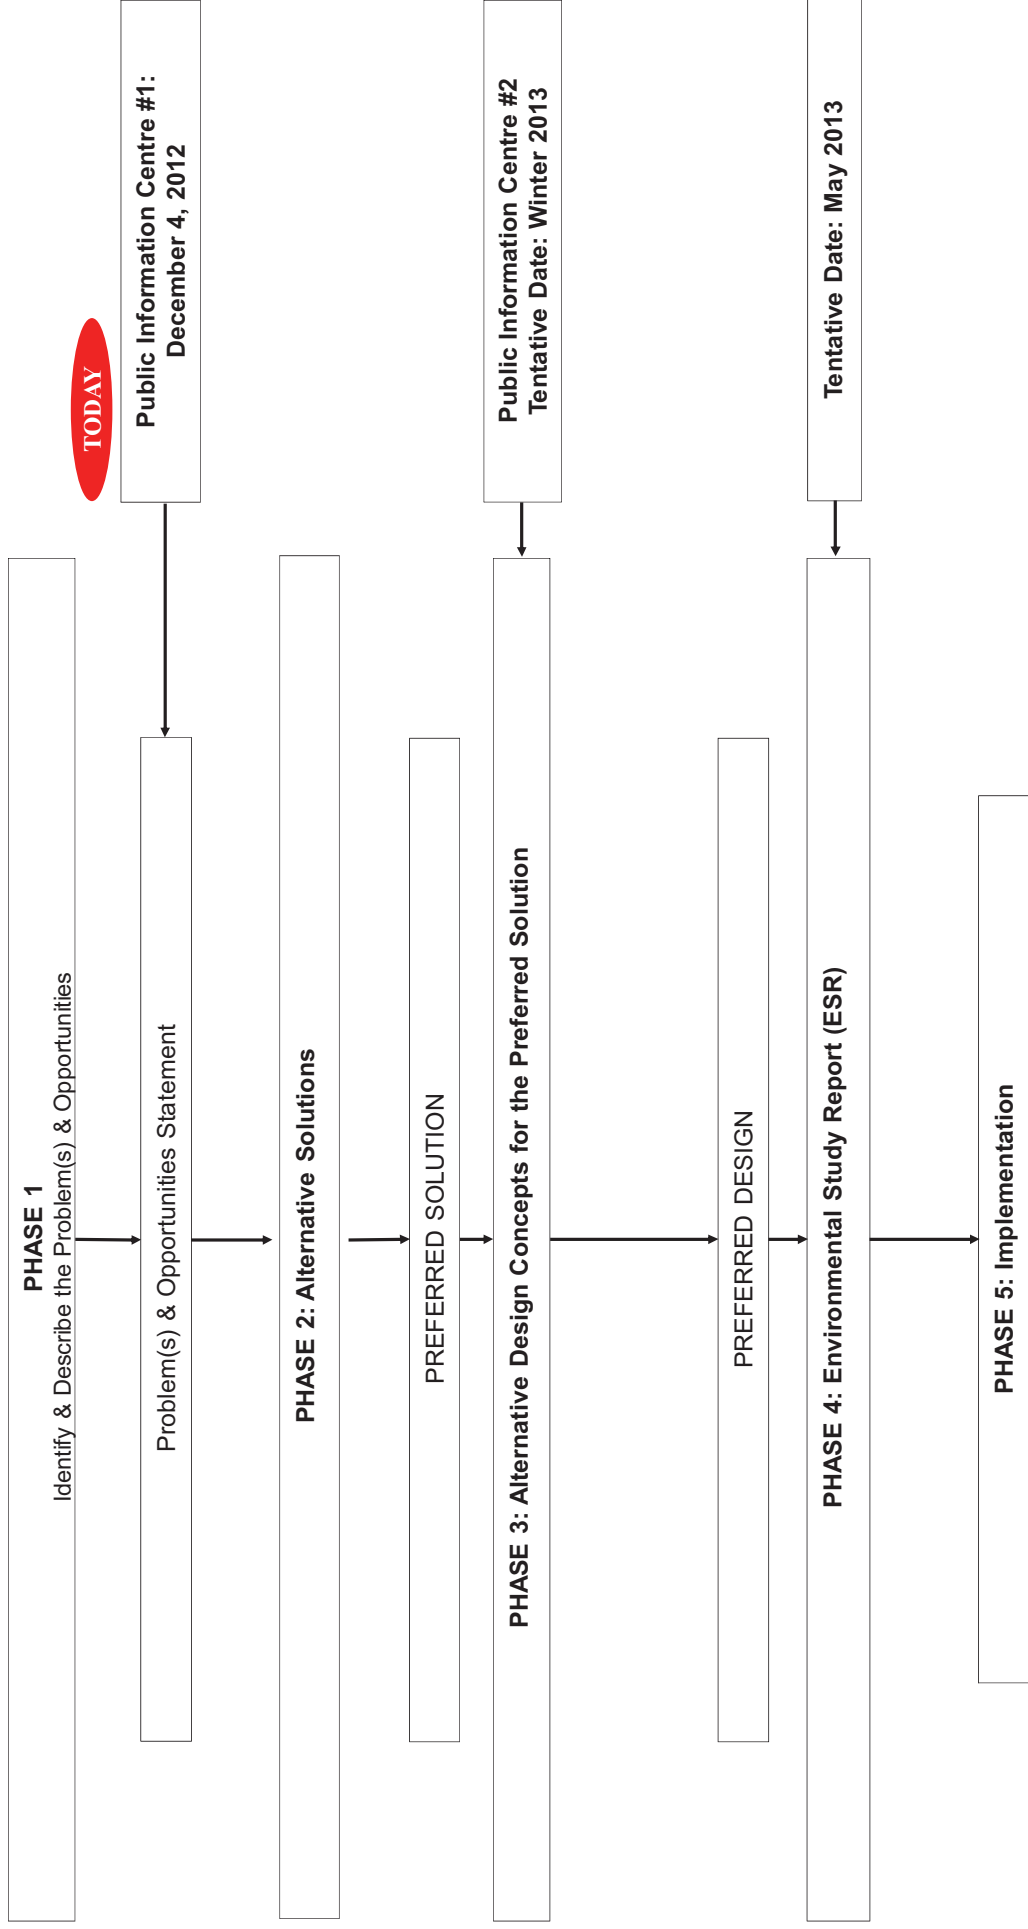 PHASE 1
Identify & Describe the Problem(s) & Opportunities
TODAY
Problem(s) & Opportunities Statement
Public Information Centre #1:
December 4, 2012
PHASE 2: Alternative Solutions
PREFERRED SOLUTION
PHASE 3: Alternative Design Concepts for the Preferred Solution
Public Information Centre #2
Tentative Date: Winter 2013
PREFERRED DESIGN
PHASE 4: Environmental Study Report (ESR)
Tentative Date: May 2013
PHASE 5: Implementation